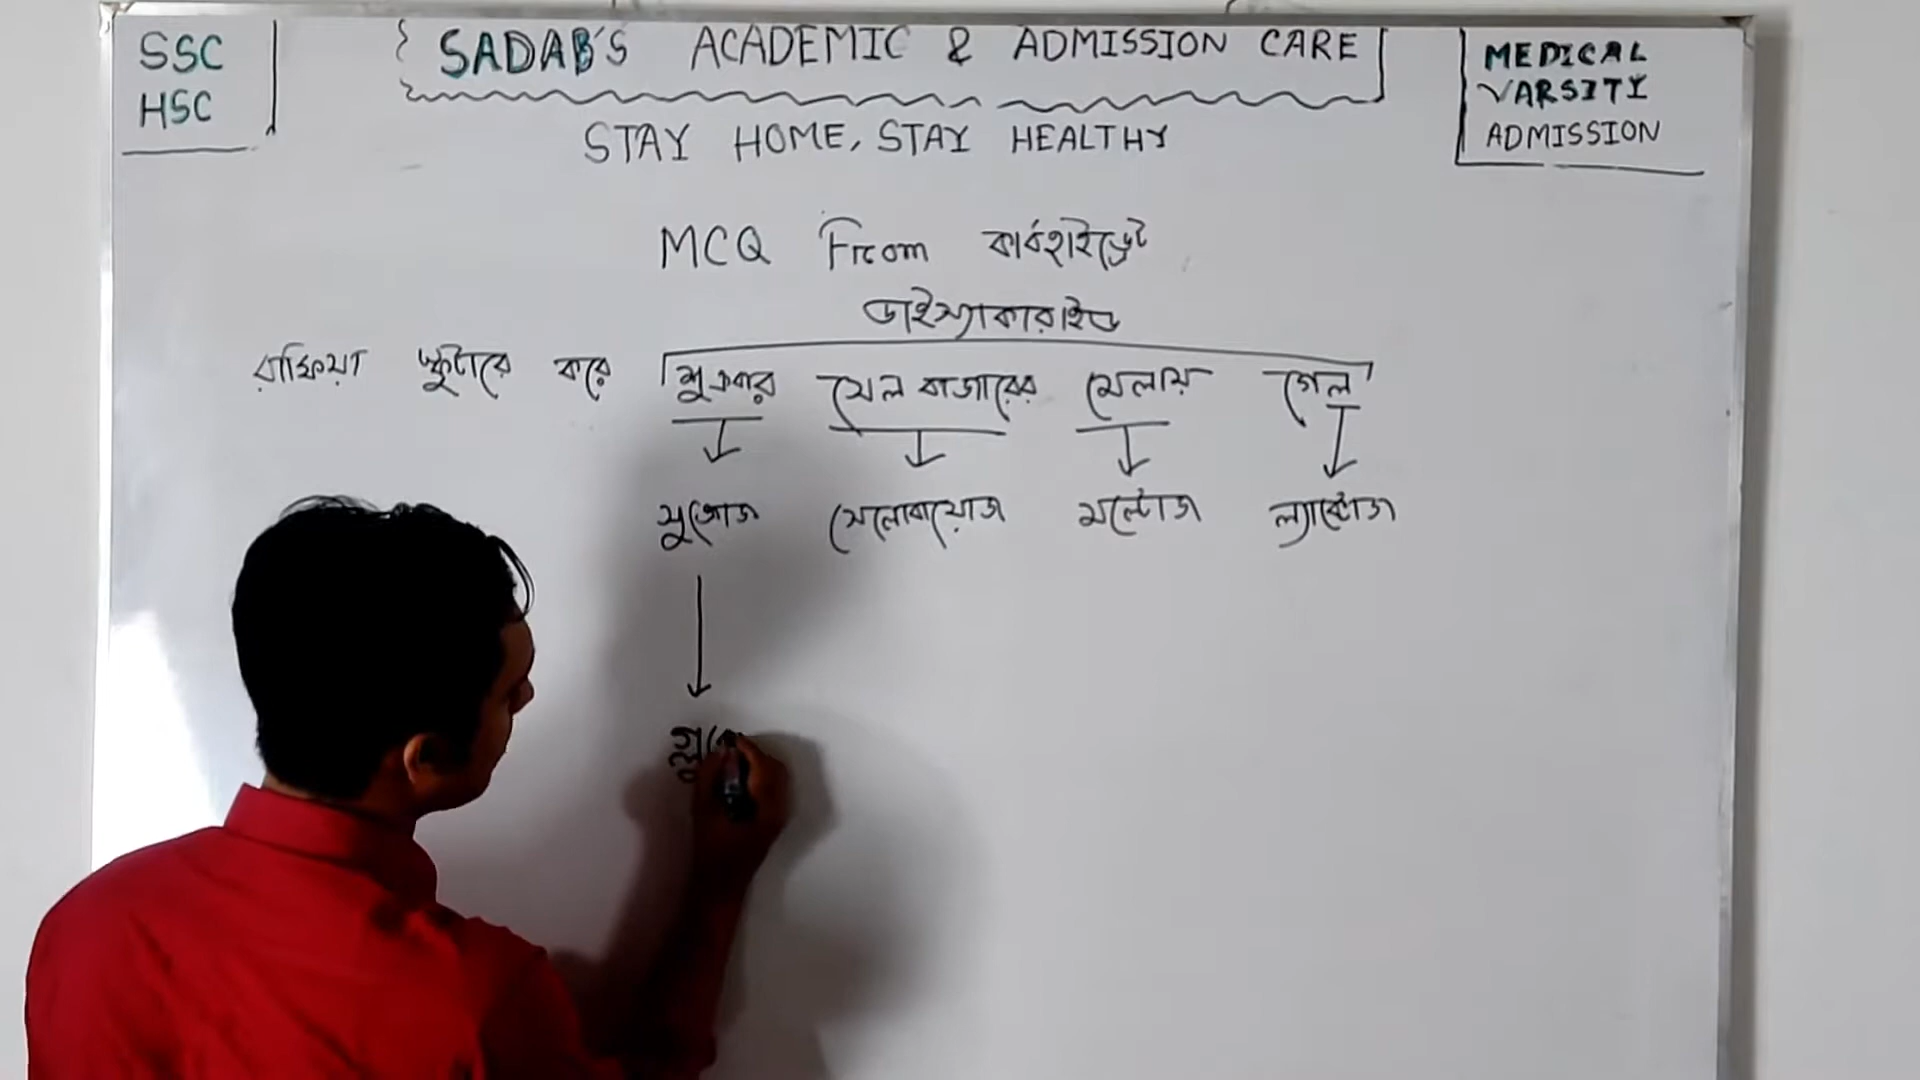 SSC
HSC
SADAB'S ACADEMIC & ADMISSION CARE
MEDICAL
VARSITY
ADMISSION
STAY HOME, STAY HEALTHY
MCQ From কার্বহাইড্রেট
ডাইস্যাকারাইড
রাফিয়া স্কুটারে করে শুক্রবার সেল বাজারের মেলায় গেল
সুক্রোজ সেলোবায়োজ মল্টোজ ল্যাক্টোজ
গ্লুকো